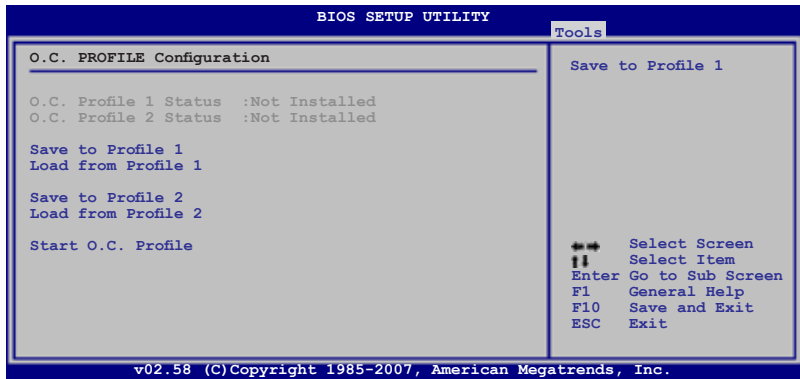 BIOS SETUP UTILITY
Tools
O.C. PROFILE Configuration
O.C. Profile 1 Status :Not Installed
O.C. Profile 2 Status :Not Installed
Save to Profile 1
Load from Profile 1
Save to Profile 2
Load from Profile 2
Start O.C. Profile
Save to Profile 1
←→ Select Screen
↑↓ Select Item
Enter Go to Sub Screen
F1 General Help
F10 Save and Exit
ESC Exit
v02.58 (C)Copyright 1985-2007, American Megatrends, Inc.